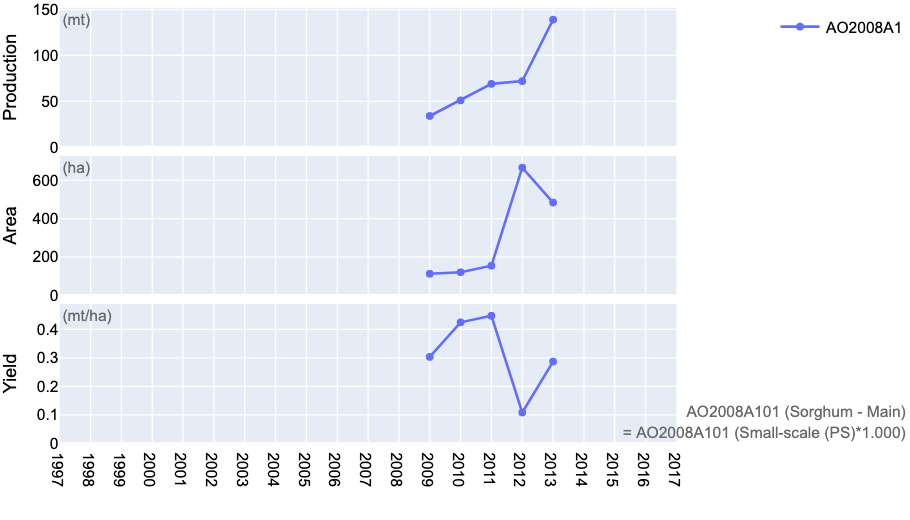 150
(mt)
AO2008A1
100
Production
50
0
(ha)
600
400
Area
200
0
(mt/ha)
0.4
0.3
Yield
0.2
0.1
AO2008A101 (Sorghum - Main)
= AO2008A101 (Small-scale (PS)*1.000)
0
1997 1998 1999 2000 2001 2002 2003 2004 2005 2006 2007 2008 2009 2010 2011 2012 2013 2014 2015 2016 2017